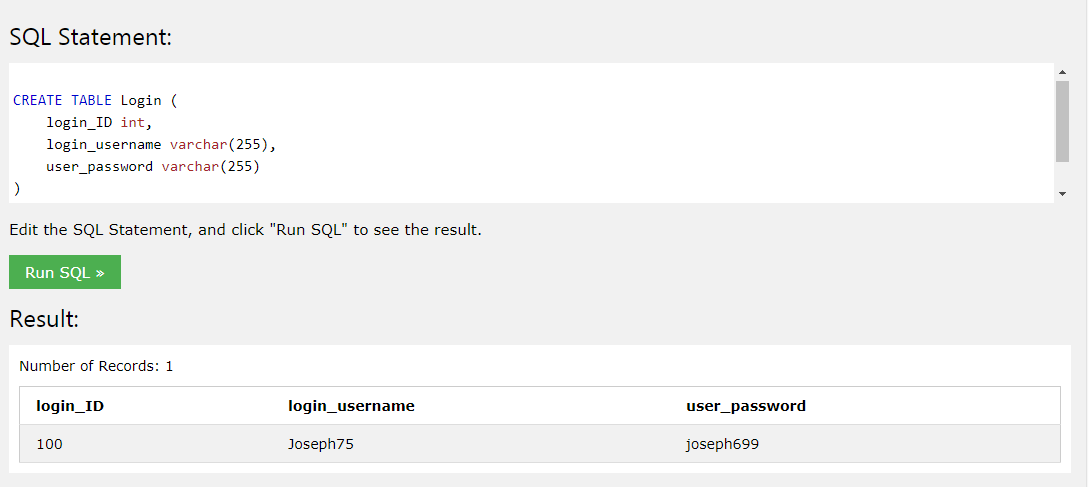 SQL Statement:
CREATE TABLE Login (
    login_ID int,
    login_username varchar(255),
    user_password varchar(255)
)
Edit the SQL Statement, and click "Run SQL" to see the result.
Run SQL »
Result:
Number of Records: 1
login_ID login_username user_password
100 Joseph75 joseph699